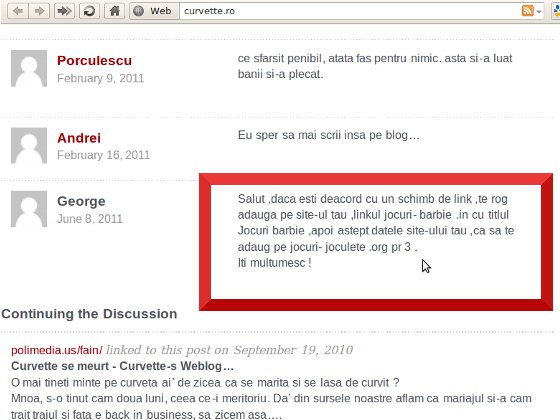 Web curvette.ro
Porculescu
February 9, 2011
ce sfarsit penibil, atata fas pentru nimic. asta si-a luat
banii si-a plecat.
Andrei
February 16, 2011
Eu sper sa mai scrii insa pe blog…
George
June 8, 2011
Salut ,daca esti deacord cu un schimb de link ,te rog
adauga pe site-ul tau ,linkul jocuri- barbie .in cu titlul
Jocuri barbie ,apoi astept datele site-ului tau ,ca sa te
adaug pe jocuri- joculete .org pr 3 .
Iti multumesc !
Continuing the Discussion
polimedia.us/fain/ linked to this post on September 19, 2010
Curvette se meurt - Curvette-s Weblog…
O mai tineti minte pe curveta ai’ de zicea ca se marita si se lasa de curvit ?
Mnoa, s-o tinut cam doua luni, ceea ce-i meritoriu. Da’ din sursele noastre aflam ca mariajul si-a cam
trait traiul si fata e back in business, sa zicem asa….